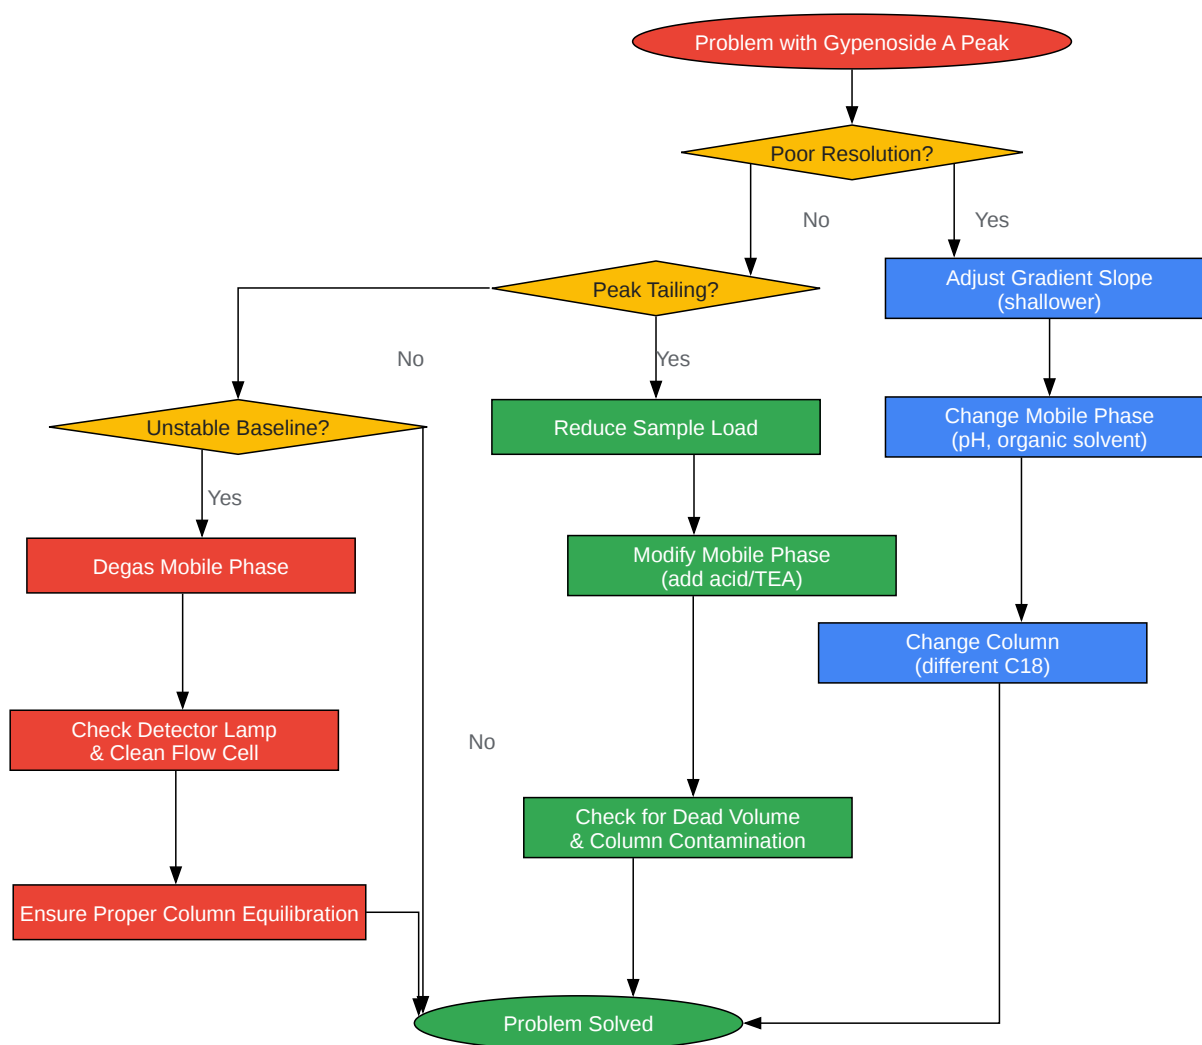 Problem with Gypenoside A Peak
Poor Resolution?
No
Yes
Adjust Gradient Slope
(shallower)
Peak Tailing?
No
Yes
Change Mobile Phase
(pH, organic solvent)
Unstable Baseline?
Reduce Sample Load
Yes
Degas Mobile Phase
Modify Mobile Phase
(add acid/TEA)
Change Column
(different C18)
Check Detector Lamp
& Clean Flow Cell
No
Check for Dead Volume
& Column Contamination
Ensure Proper Column Equilibration
Problem Solved